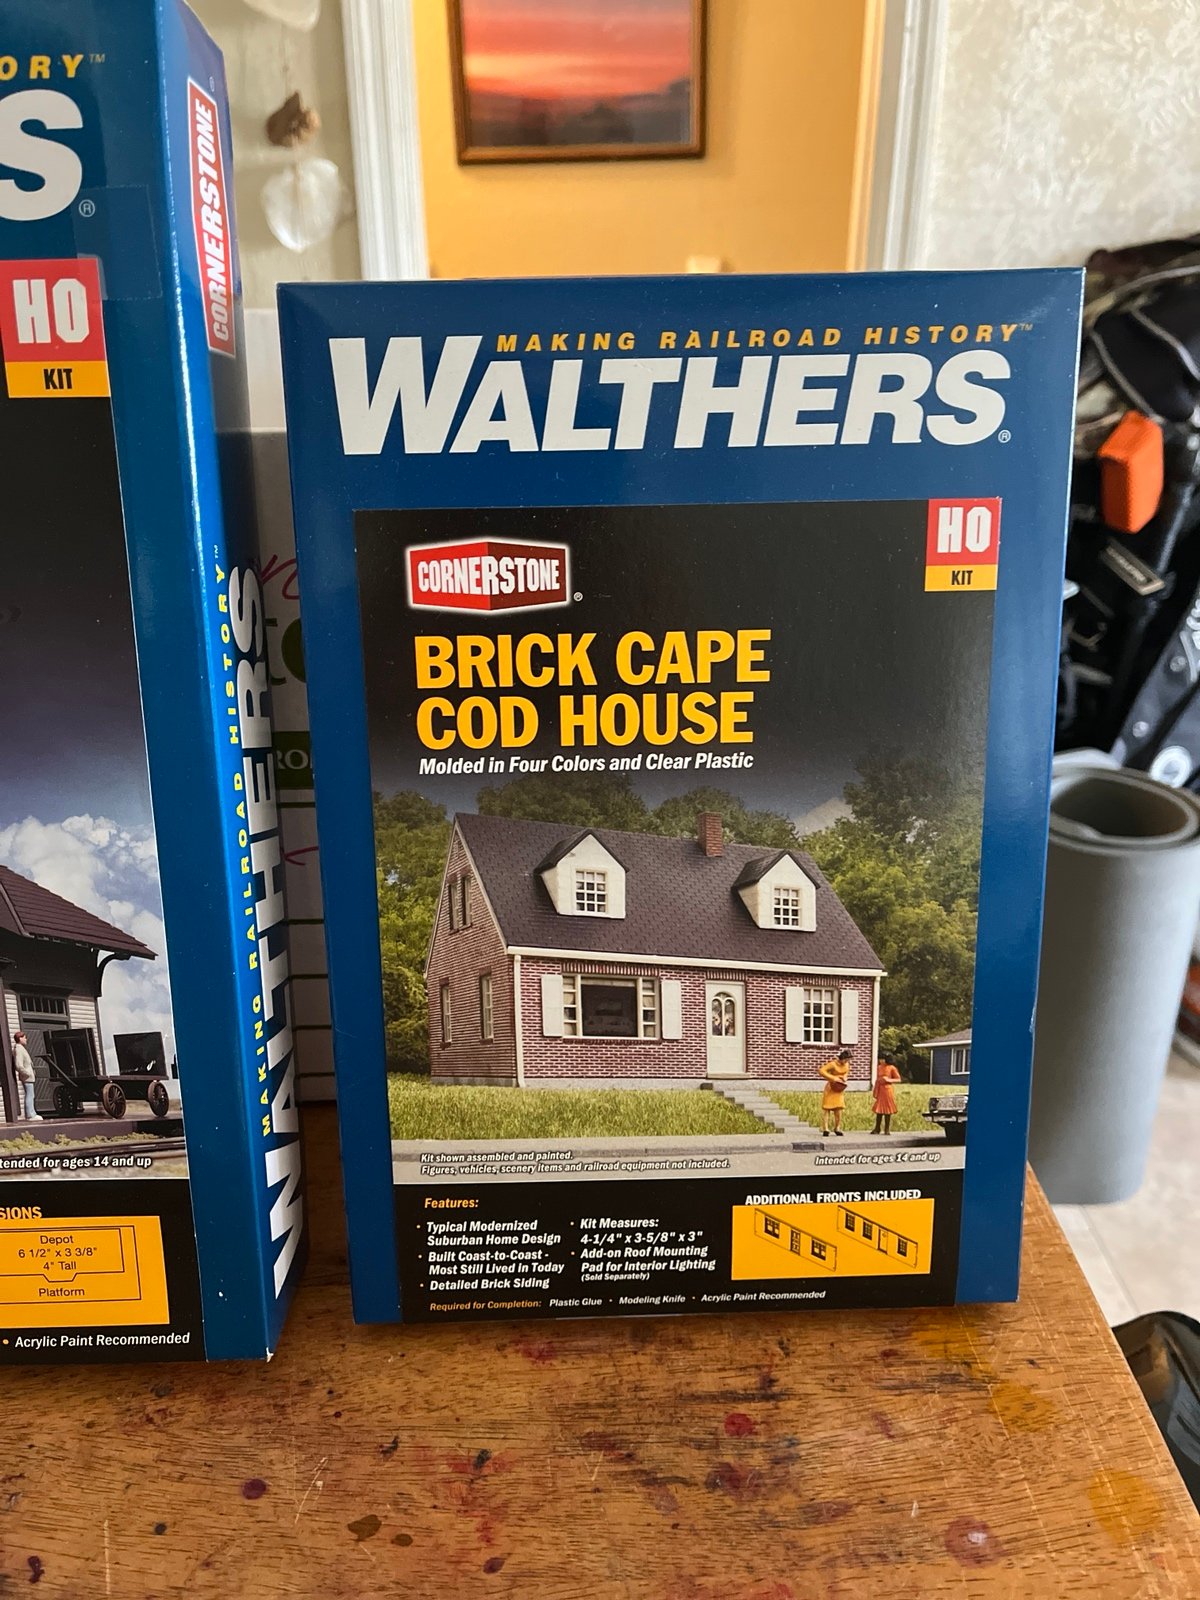 ORY™
S®
HO
KIT
tended for ages 14 and up
SIONS
Depot
6 1/2" x 3 3/8"
4" Tall
Platform
• Acrylic Paint Recommended
CORNERSTONE
MAKING RAILROAD HISTORY™
WALTHERS
MAKING RAILROAD HISTORY™
WALTHERS®
HO
KIT
CORNERSTONE®
BRICK CAPE
COD HOUSE
Molded in Four Colors and Clear Plastic
Kit shown assembled and painted.
Figures, vehicles, scenery items and railroad equipment not included.
Intended for ages 14 and up
Features:
• Typical Modernized
Suburban Home Design
• Built Coast-to-Coast -
Most Still Lived In Today
• Detailed Brick Siding
• Kit Measures:
4-1/4" x 3-5/8" x 3"
• Add-on Roof Mounting
Pad for Interior Lighting
(Sold Separately)
ADDITIONAL FRONTS INCLUDED
Required for Completion: Plastic Glue • Modeling Knife • Acrylic Paint Recommended